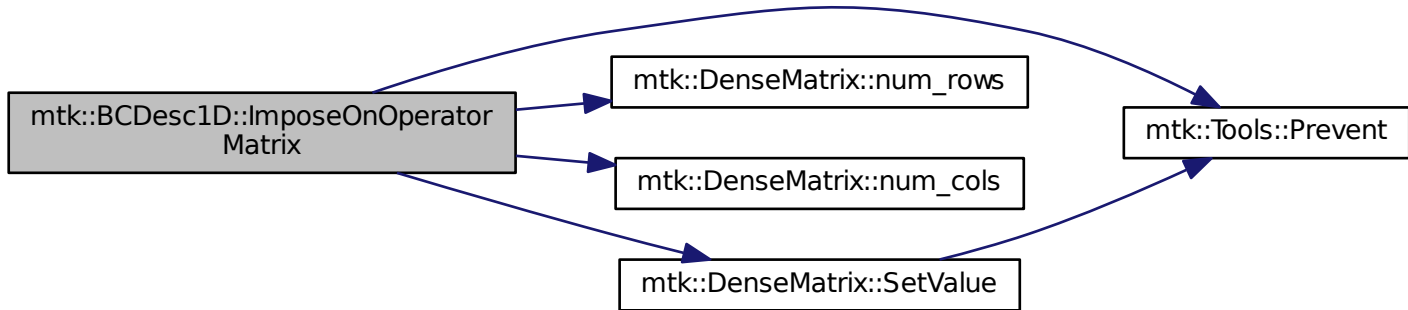 mtk::BCDesc1D::ImposeOnOperator
Matrix
mtk::DenseMatrix::num_rows
mtk::DenseMatrix::num_cols
mtk::DenseMatrix::SetValue
mtk::Tools::Prevent